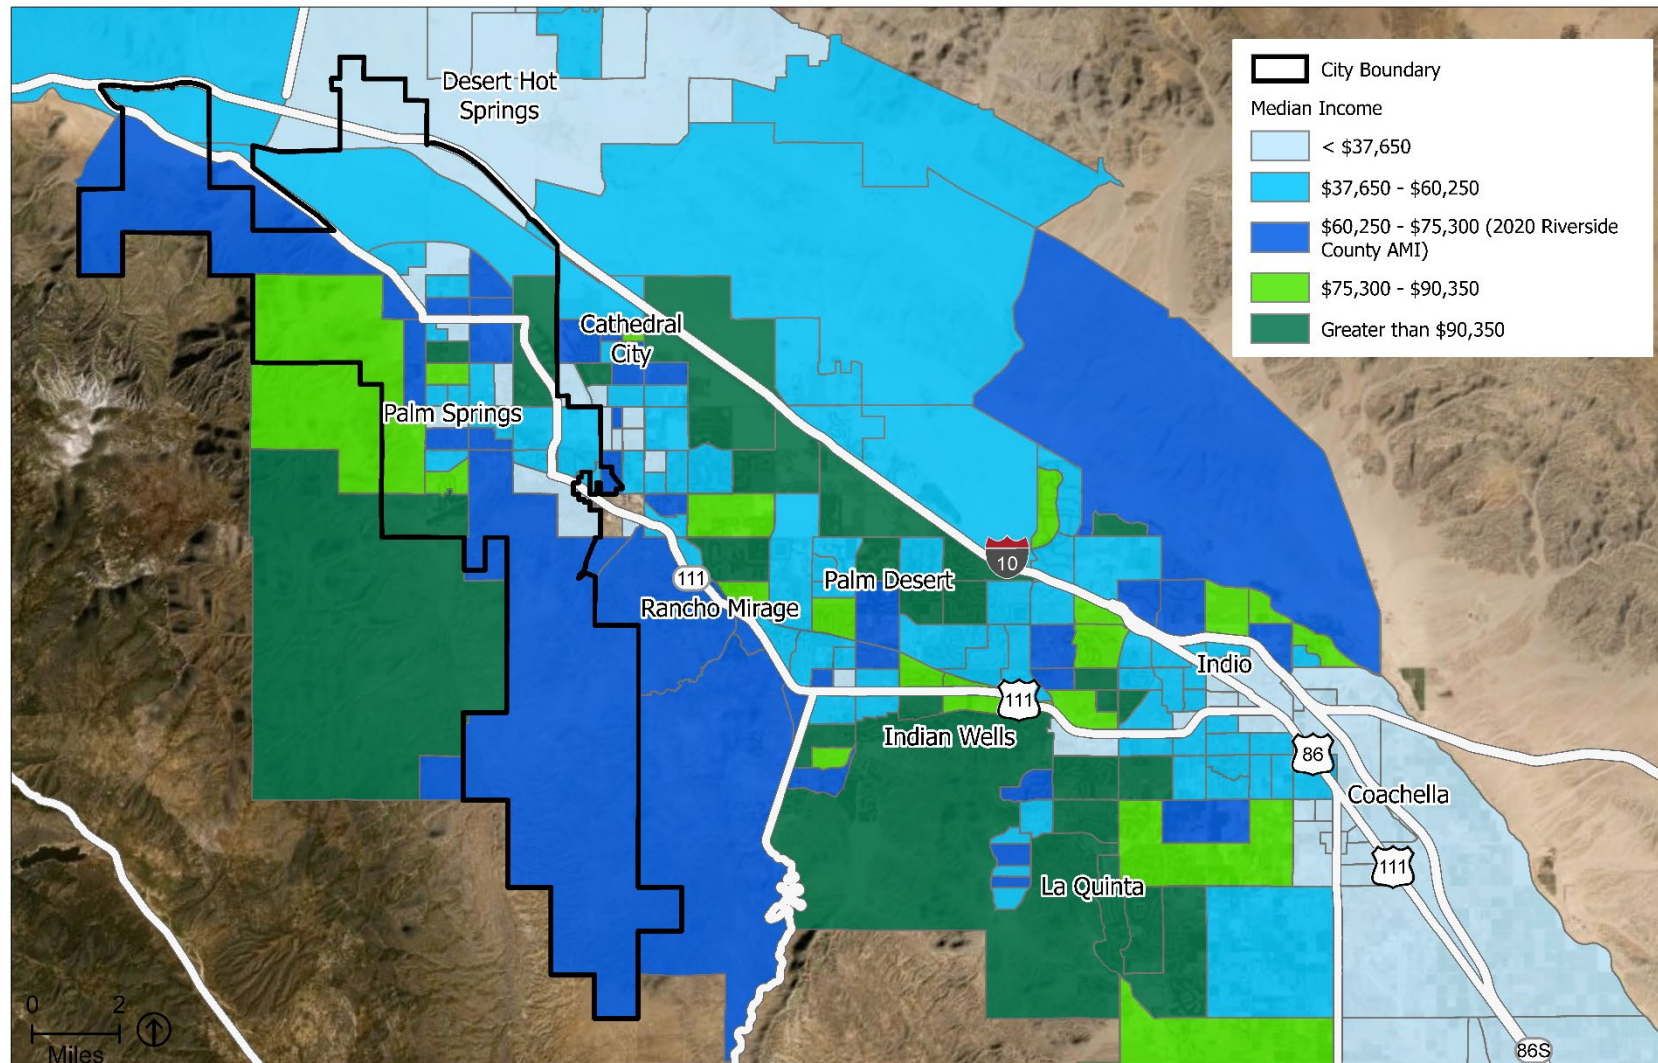 City Boundary
Median Income
< $37,650
$37,650 - $60,250
$60,250 - $75,300 (2020 Riverside
County AMI)
$75,300 - $90,350
Greater than $90,350
Desert Hot
Springs
Cathedral
City
Palm Springs
10
111
Palm Desert
Rancho Mirage
Indio
111
Indian Wells
86
Coachella
111
La Quinta
0 2
Miles
86S